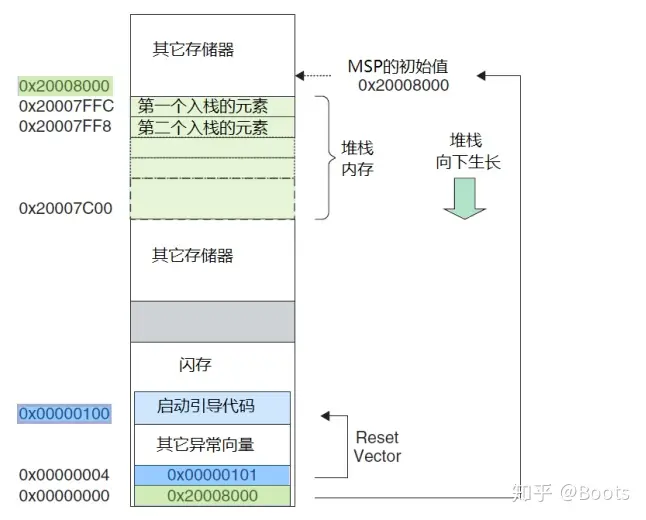 其它存储器
MSP的初始值
0x20008000
0x20008000
0x20007FFC
第一个入栈的元素
0x20007FF8
第二个入栈的元素
堆栈
内存
堆栈
向下生长
0x20007C00
其它存储器
闪存
0x00000100
启动引导代码
其它异常向量
Reset
Vector
0x00000004
0x00000101
0x00000000
0x20008000
知乎 @Boots